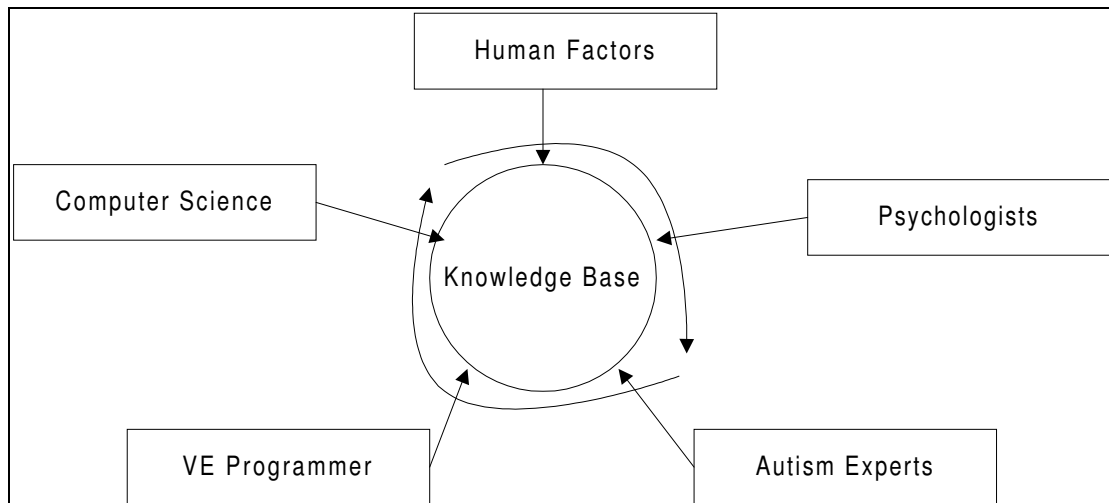 Human Factors
Computer Science
Psychologists
Knowledge Base
VE Programmer
Autism Experts